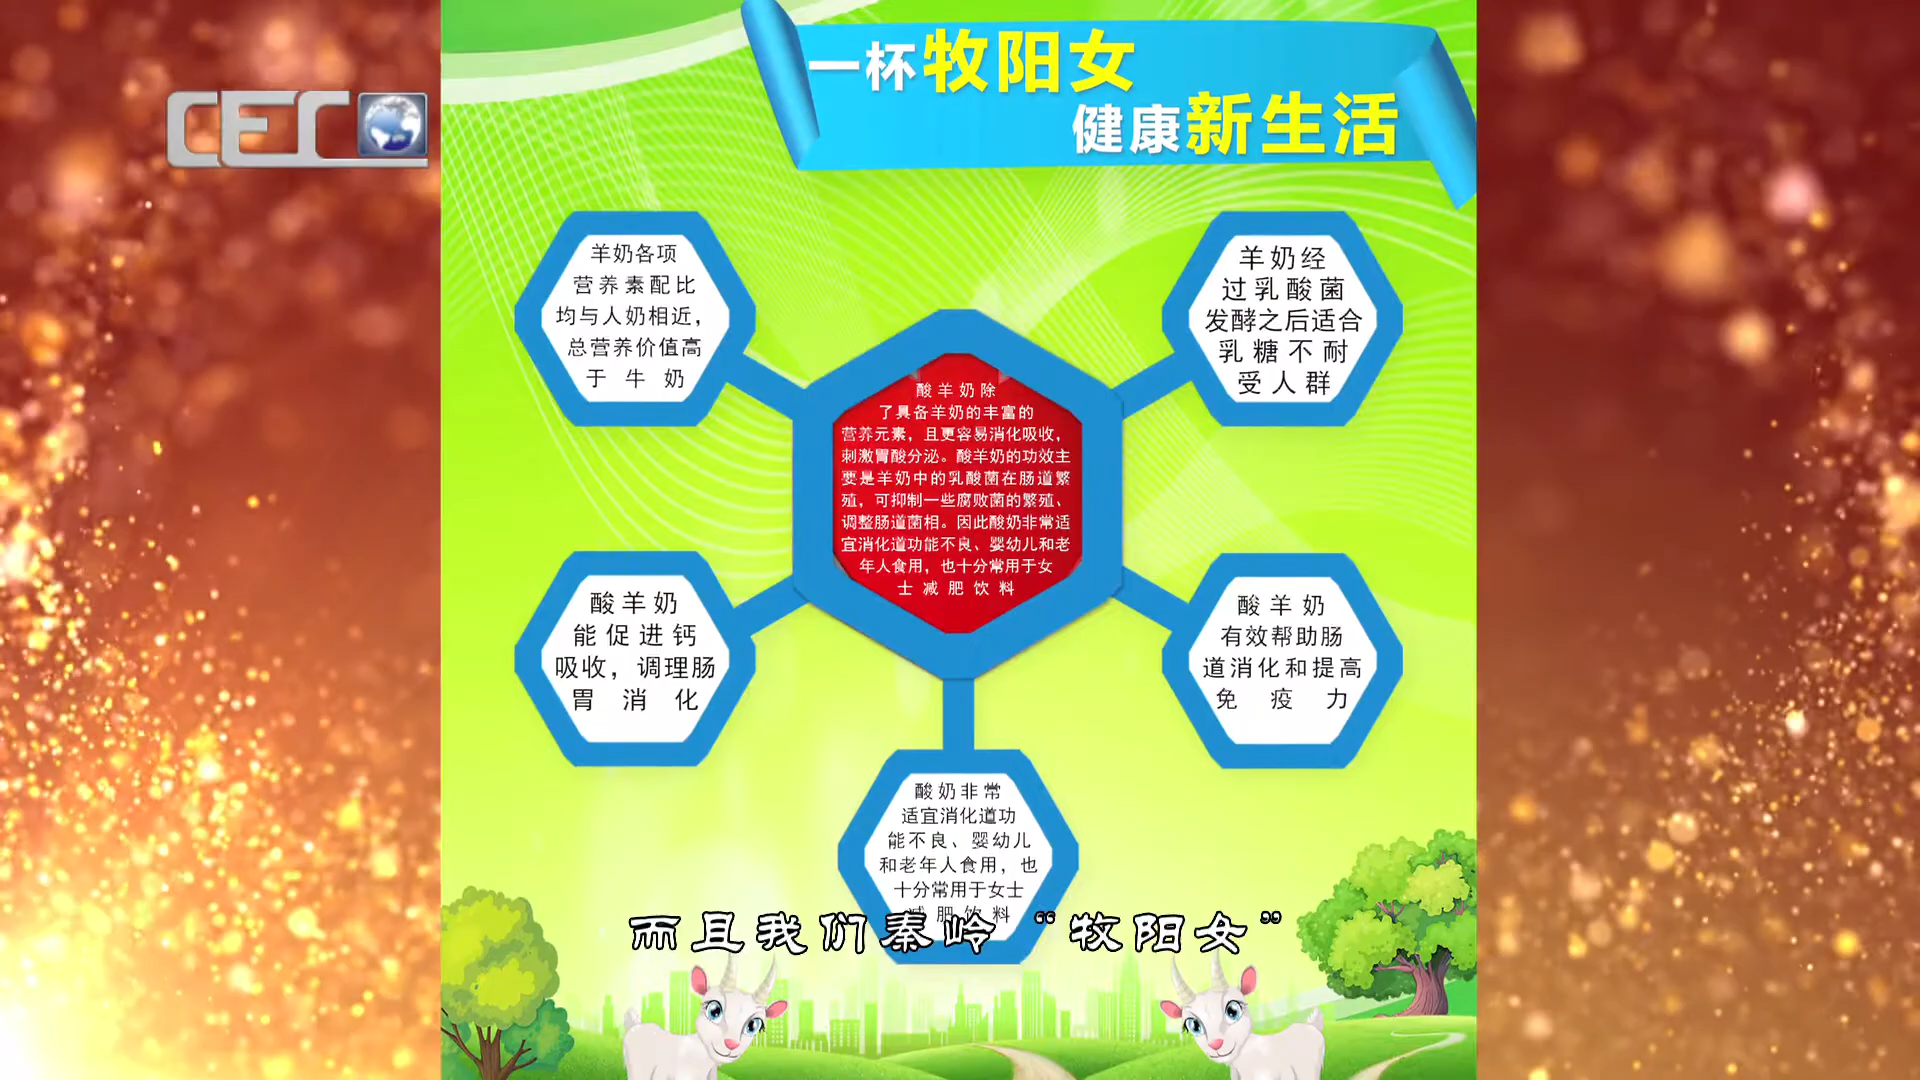 CEC
一杯牧阳女
健康新生活
羊奶各项
营养素配比
均与人奶相近，
总营养价值高
于牛奶
羊奶经
过乳酸菌
发酵之后适合
乳糖不耐
受人群
酸羊奶除
了具备羊奶的丰富的
营养元素，且更容易消化吸收，
刺激胃酸分泌。酸羊奶的功效主
要是羊奶中的乳酸菌在肠道繁
殖，可抑制一些腐败菌的繁殖、
调整肠道菌相。因此酸奶非常适
宜消化道功能不良、婴幼儿和老
年人食用，也十分常用于女
士减肥饮料
酸羊奶
能促进钙
吸收，调理肠
胃消化
酸羊奶
有效帮助肠
道消化和提高
免疫力
酸奶非常
适宜消化道功
能不良、婴幼儿
和老年人食用，也
十分常用于女士
减肥饮料
而且我们秦岭“牧阳女”